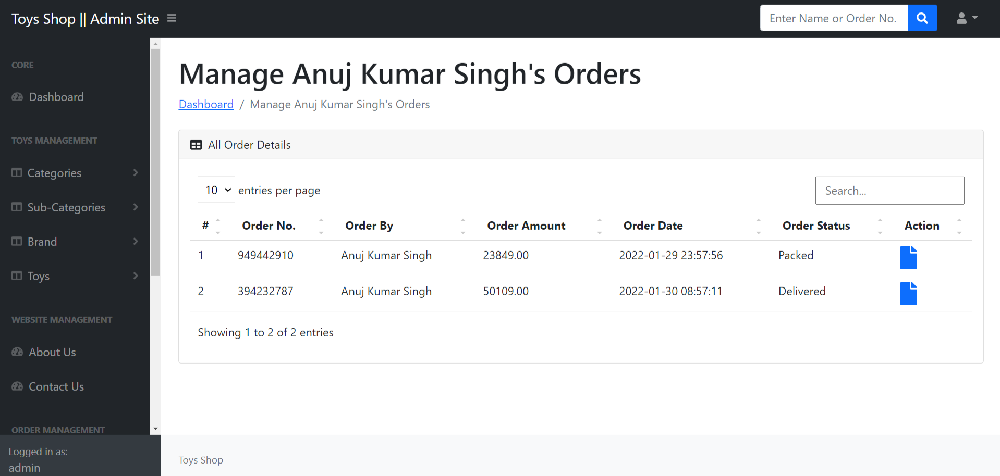 Toys Shop || Admin Site
Enter Name or Order No.
CORE
Dashboard
TOYS MANAGEMENT
Categories
Sub-Categories
Brand
Toys
WEBSITE MANAGEMENT
About Us
Contact Us
ORDER MANAGEMENT
Logged in as:
admin
Manage Anuj Kumar Singh's Orders
Dashboard / Manage Anuj Kumar Singh's Orders
All Order Details
10 entries per page
Search...
# Order No. Order By Order Amount Order Date Order Status Action
1 949442910 Anuj Kumar Singh 23849.00 2022-01-29 23:57:56 Packed
2 394232787 Anuj Kumar Singh 50109.00 2022-01-30 08:57:11 Delivered
Showing 1 to 2 of 2 entries
Toys Shop